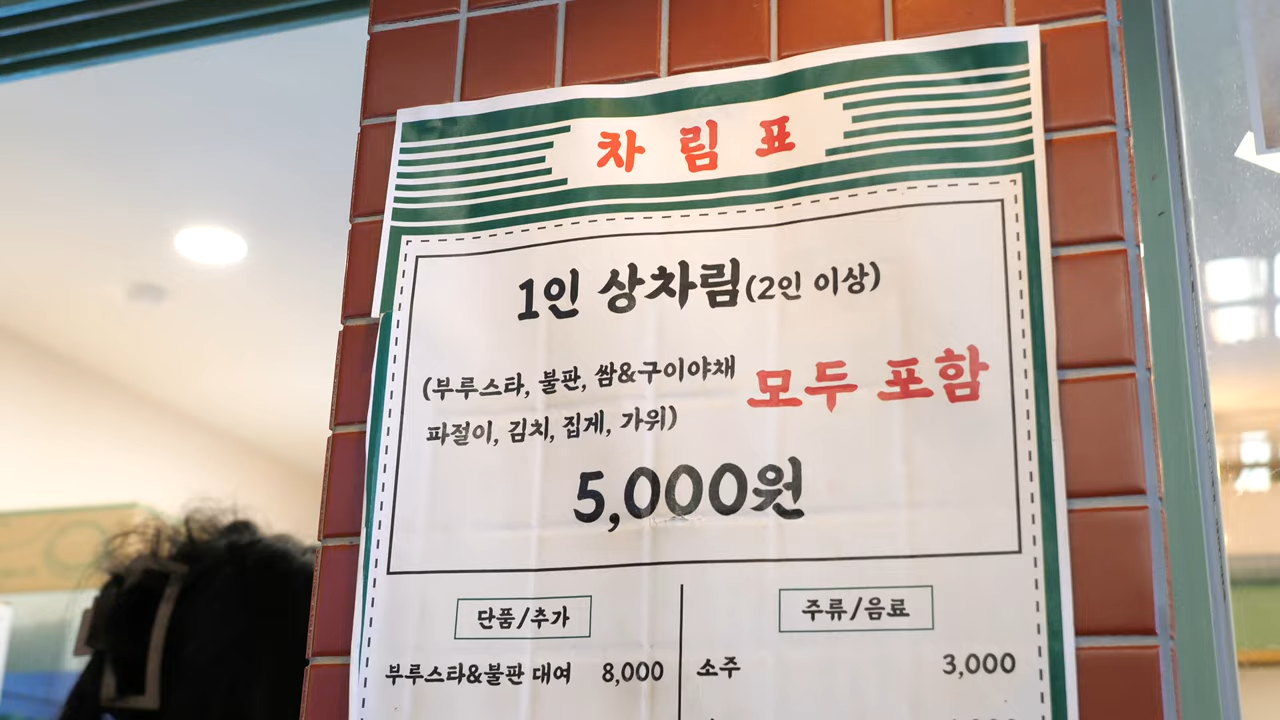 차림표
1인 상차림(2인 이상)
(부루스타, 불판, 쌈&구이야채
파절이, 김치, 집게, 가위)
모두 포함
5,000원
단품/추가
부루스타&불판 대여 8,000
주류/음료
소주 3,000